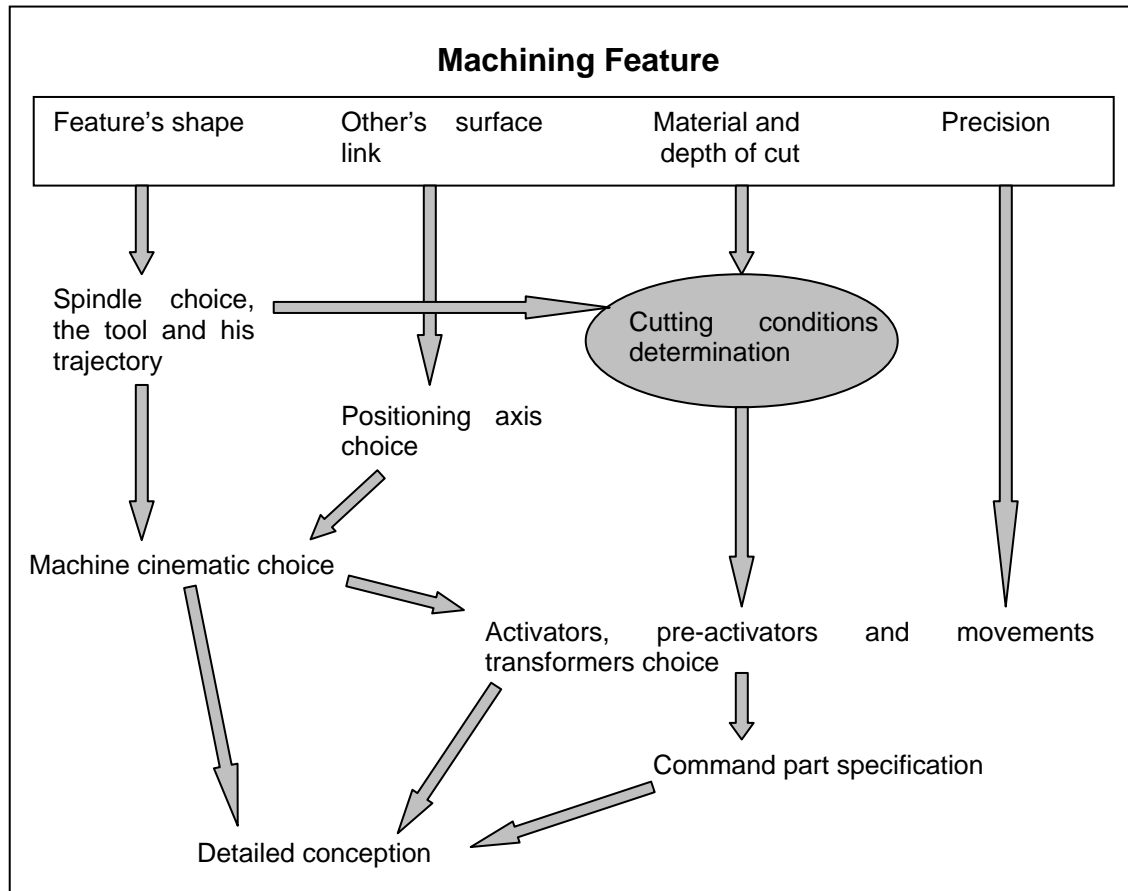 Machining Feature
Feature's shape
Other's surface
link
Material and
depth of cut
Precision
Spindle choice,
the tool and his
trajectory
Cutting conditions
determination
Positioning axis
choice
Machine cinematic choice
Activators, pre-activators and movements
transformers choice
Command part specification
Detailed conception